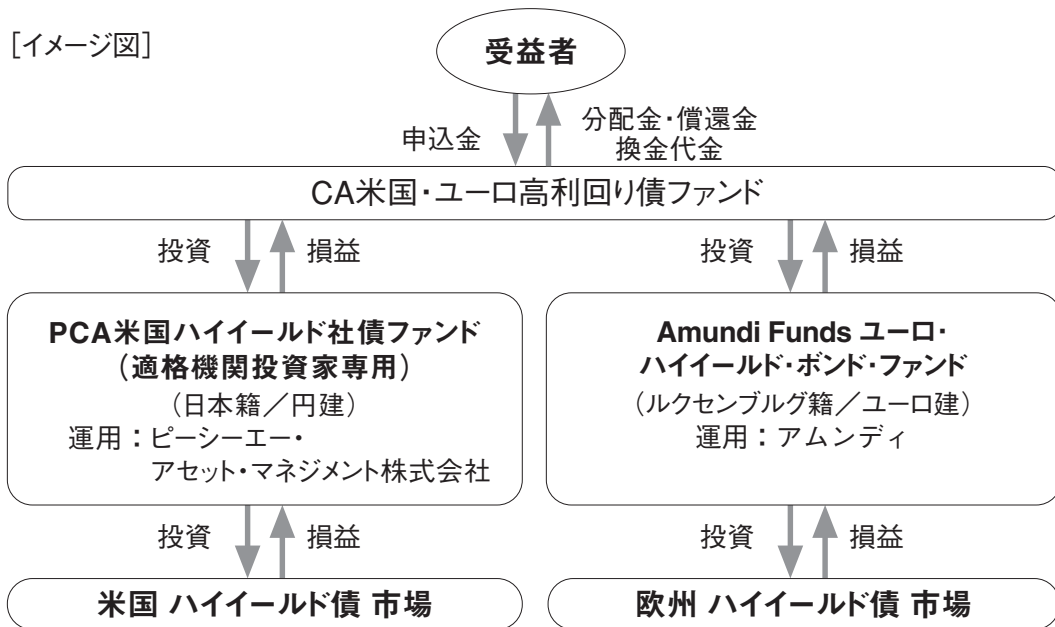 [イメージ図]
受益者
申込金
分配金・償還金
換金代金
CA米国・ユーロ高利回り債ファンド
投資
損益
投資
損益
PCA米国ハイイールド社債ファンド
(適格機関投資家専用)
(日本籍／円建)
運用：ピーシーエー・
アセット・マネジメント株式会社
Amundi Funds ユーロ・
ハイイールド・ボンド・ファンド
(ルクセンブルグ籍／ユーロ建)
運用：アムンディ
投資
損益
投資
損益
米国 ハイイールド債 市場
欧州 ハイイールド債 市場